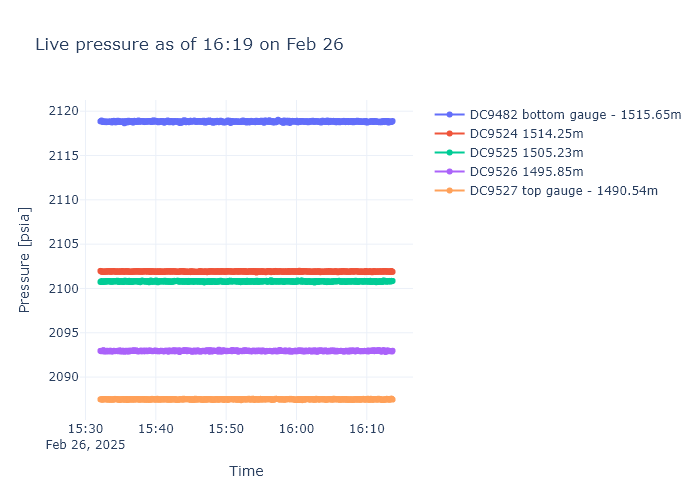 Live pressure as of 16:19 on Feb 26
DC9482 bottom gauge - 1515.65m
DC9524 1514.25m
DC9525 1505.23m
DC9526 1495.85m
DC9527 top gauge - 1490.54m
Pressure [psia]
2120
2115
2110
2105
2100
2095
2090
15:30
15:40
15:50
16:00
16:10
Feb 26, 2025
Time